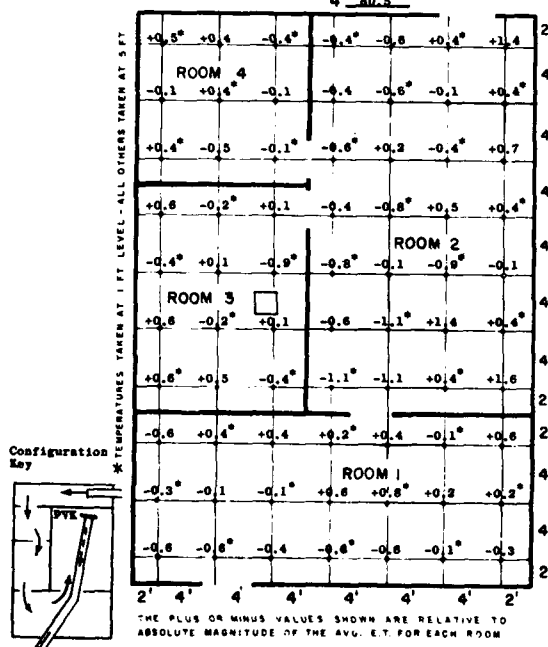 4 80.5
+0.5* +0.4 -0.4* -0.4* -0.6 +0.4* +1.4
2
ROOM 4
4
-0.1 +0.4* -0.1 -0.4 -0.6* -0.1 +0.4*
4
+0.4* -0.5 -0.1* -0.6* +0.2 -0.4* +0.7
4
+0.6 -0.2* +0.1 -0.4 -0.8* +0.5 +0.4*
ROOM 2
4
-0.4* +0.1 -0.9* -0.8* -0.1 -0.9* -0.1
ROOM 3
4
+0.6 -0.2* +0.1 -0.6 -1.1* +1.4 +0.4*
4
+0.6* +0.5 -0.4* -1.1* -1.1 +0.4* +1.6
2
2
-0.6 +0.4* +0.4 +0.2* +0.4 -0.1* +0.6
ROOM 1
4
-0.3* -0.1 -0.1* +0.6 +0.8* +0.2 +0.2*
4
-0.6 -0.6* -0.4 -0.6 -0.6 -0.1* -0.3
2
2' 4' 4' 4' 4' 4' 4' 2'
* TEMPERATURES TAKEN AT 1 FT LEVEL - ALL OTHERS TAKEN AT 5 FT
Configuration
Key
PVK
THE PLUS OR MINUS VALUES SHOWN ARE RELATIVE TO
ABSOLUTE MAGNITUDE OF THE AVG. E.T. FOR EACH ROOM